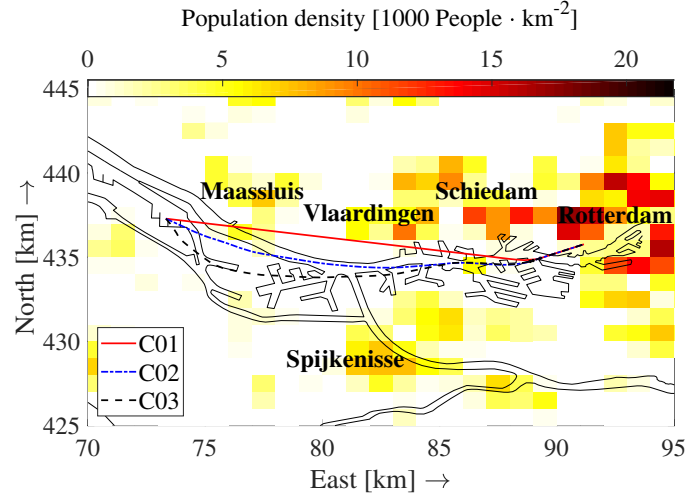 Population density [1000 People · km⁻²]
0 5 10 15 20
445
440
435
430
425
North [km] →
Maassluis
Schiedam
Vlaardingen
Rotterdam
Spijkenisse
C01
C02
C03
70 75 80 85 90 95
East [km] →